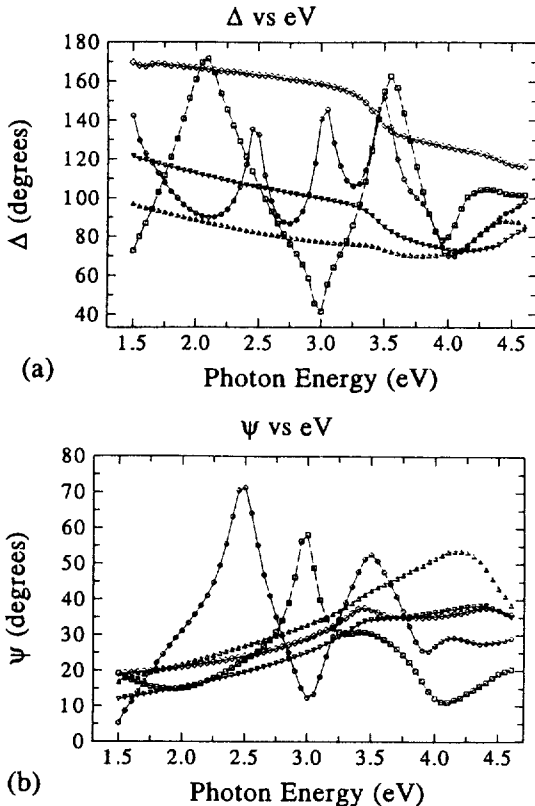 Δ vs eV
180
160
140
120
100
80
60
40
Δ (degrees)
1.5 2.0 2.5 3.0 3.5 4.0 4.5
(a)
Photon Energy (eV)
ψ vs eV
80
70
60
50
40
30
20
10
0
ψ (degrees)
1.5 2.0 2.5 3.0 3.5 4.0 4.5
(b)
Photon Energy (eV)